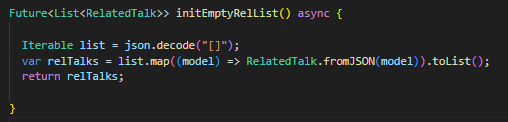 Future<List<RelatedTalk>> initEmptyRelList() async {
Iterable list = json.decode("[]");
var relTalks = list.map((model) => RelatedTalk.fromJSON(model)).toList();
return relTalks;
}